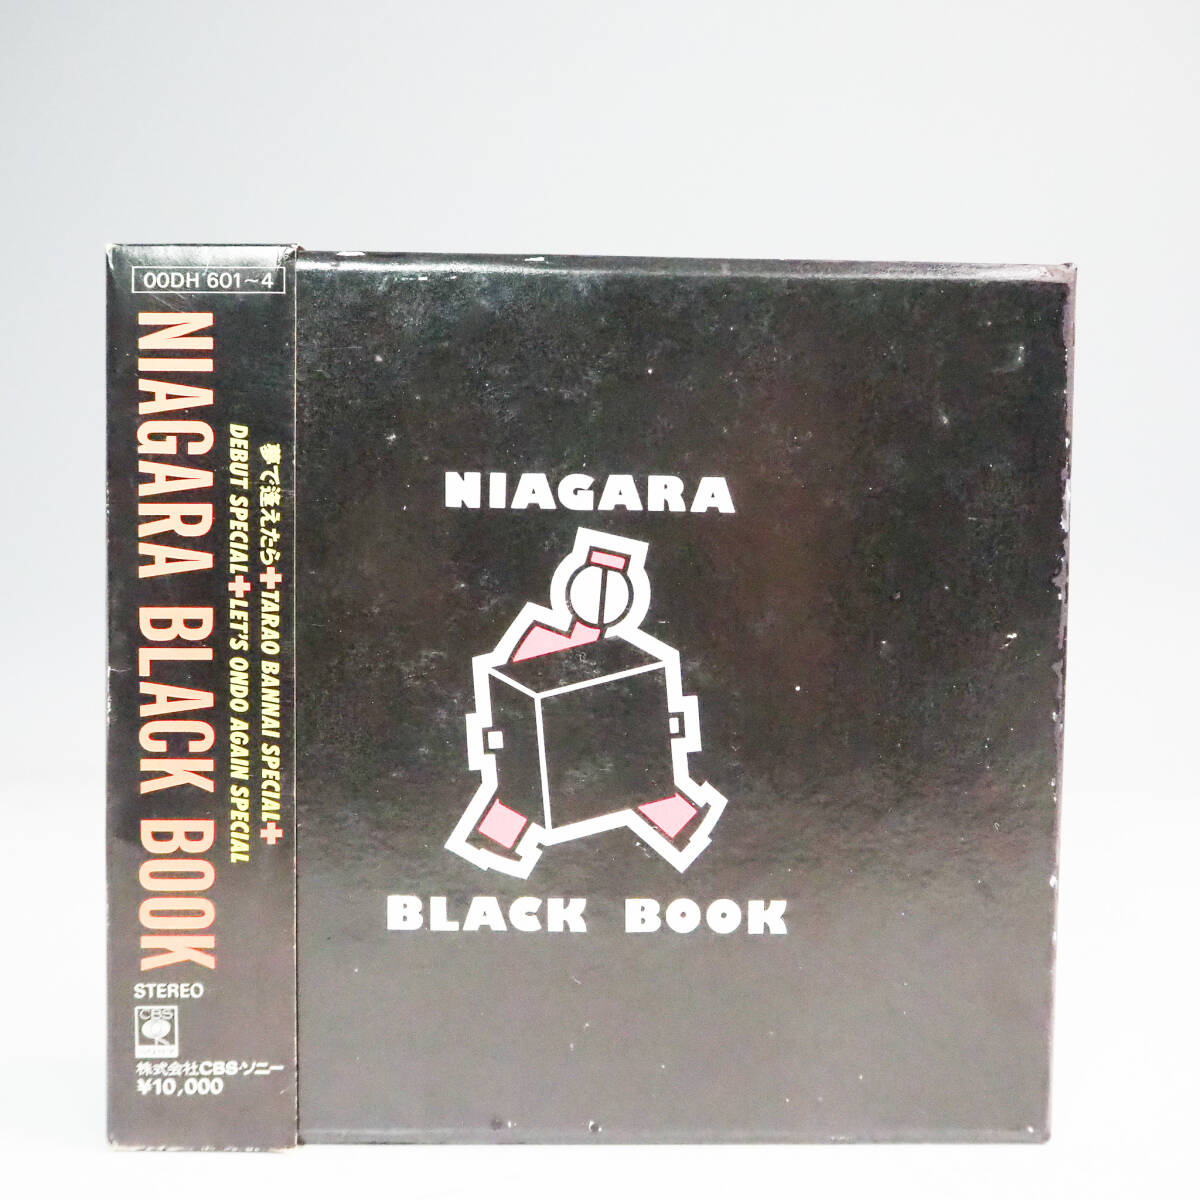 00DH 601~4
NIAGARA BLACK BOOK
夢で逢えたら+TARAO BANNAI SPECIAL+
DEBUT SPECIAL+LET'S ONDO AGAIN SPECIAL
STEREO
CBS
株式会社CBS・ソニー
¥10,000
NIAGARA
BLACK BOOK